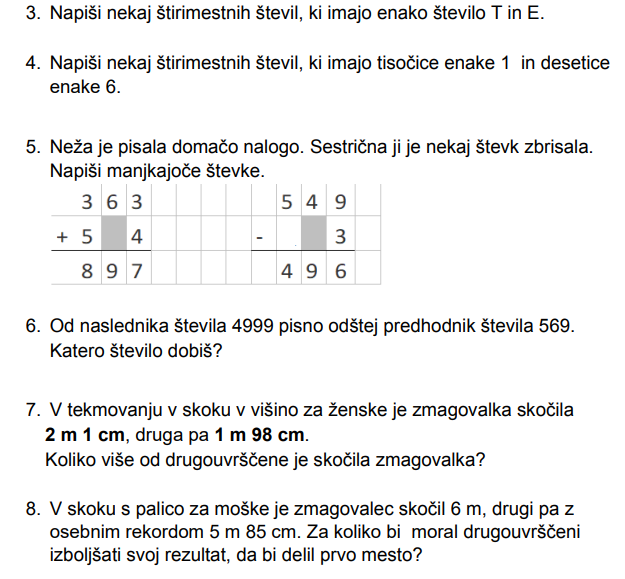 3. Napiši nekaj štirimestnih števil, ki imajo enako število T in E.
4. Napiši nekaj štirimestnih števil, ki imajo tisočice enake 1 in desetice
enake 6.
5. Neža je pisala domačo nalogo. Sestrična ji je nekaj števk zbrisala.
Napiši manjkajoče števke.
3 6 3 5 4 9
+ 5 4 - 3
8 9 7 4 9 6
6. Od naslednika števila 4999 pisno odštej predhodnik števila 569.
Katero število dobiš?
7. V tekmovanju v skoku v višino za ženske je zmagovalka skočila
2 m 1 cm, druga pa 1 m 98 cm.
Koliko više od drugouvrščene je skočila zmagovalka?
8. V skoku s palico za moške je zmagovalec skočil 6 m, drugi pa z
osebnim rekordom 5 m 85 cm. Za koliko bi moral drugouvrščeni
izboljšati svoj rezultat, da bi delil prvo mesto?